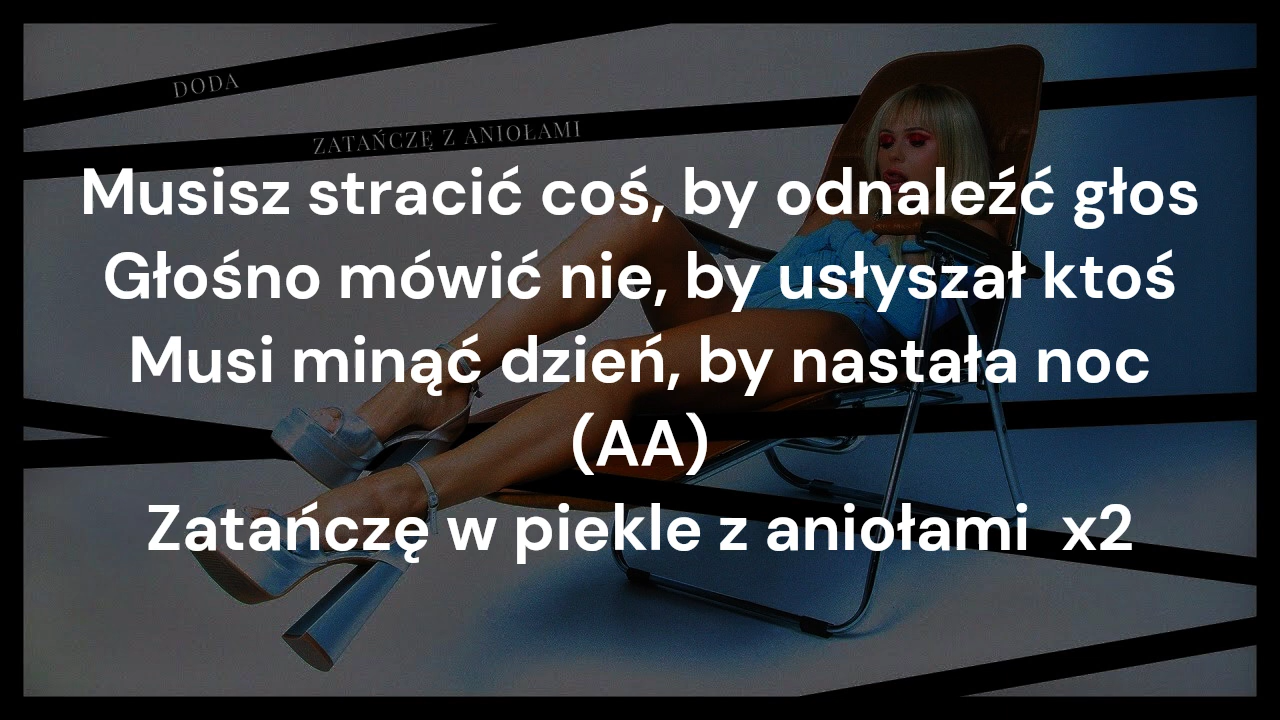 DODA
ZATAŃCZĘ Z ANIOŁAMI
Musisz stracić coś, by odnaleźć głos
Głośno mówić nie, by usłyszał ktoś
Musi minąć dzień, by nastała noc
(AA)
Zatańczę w piekle z aniołami  x2